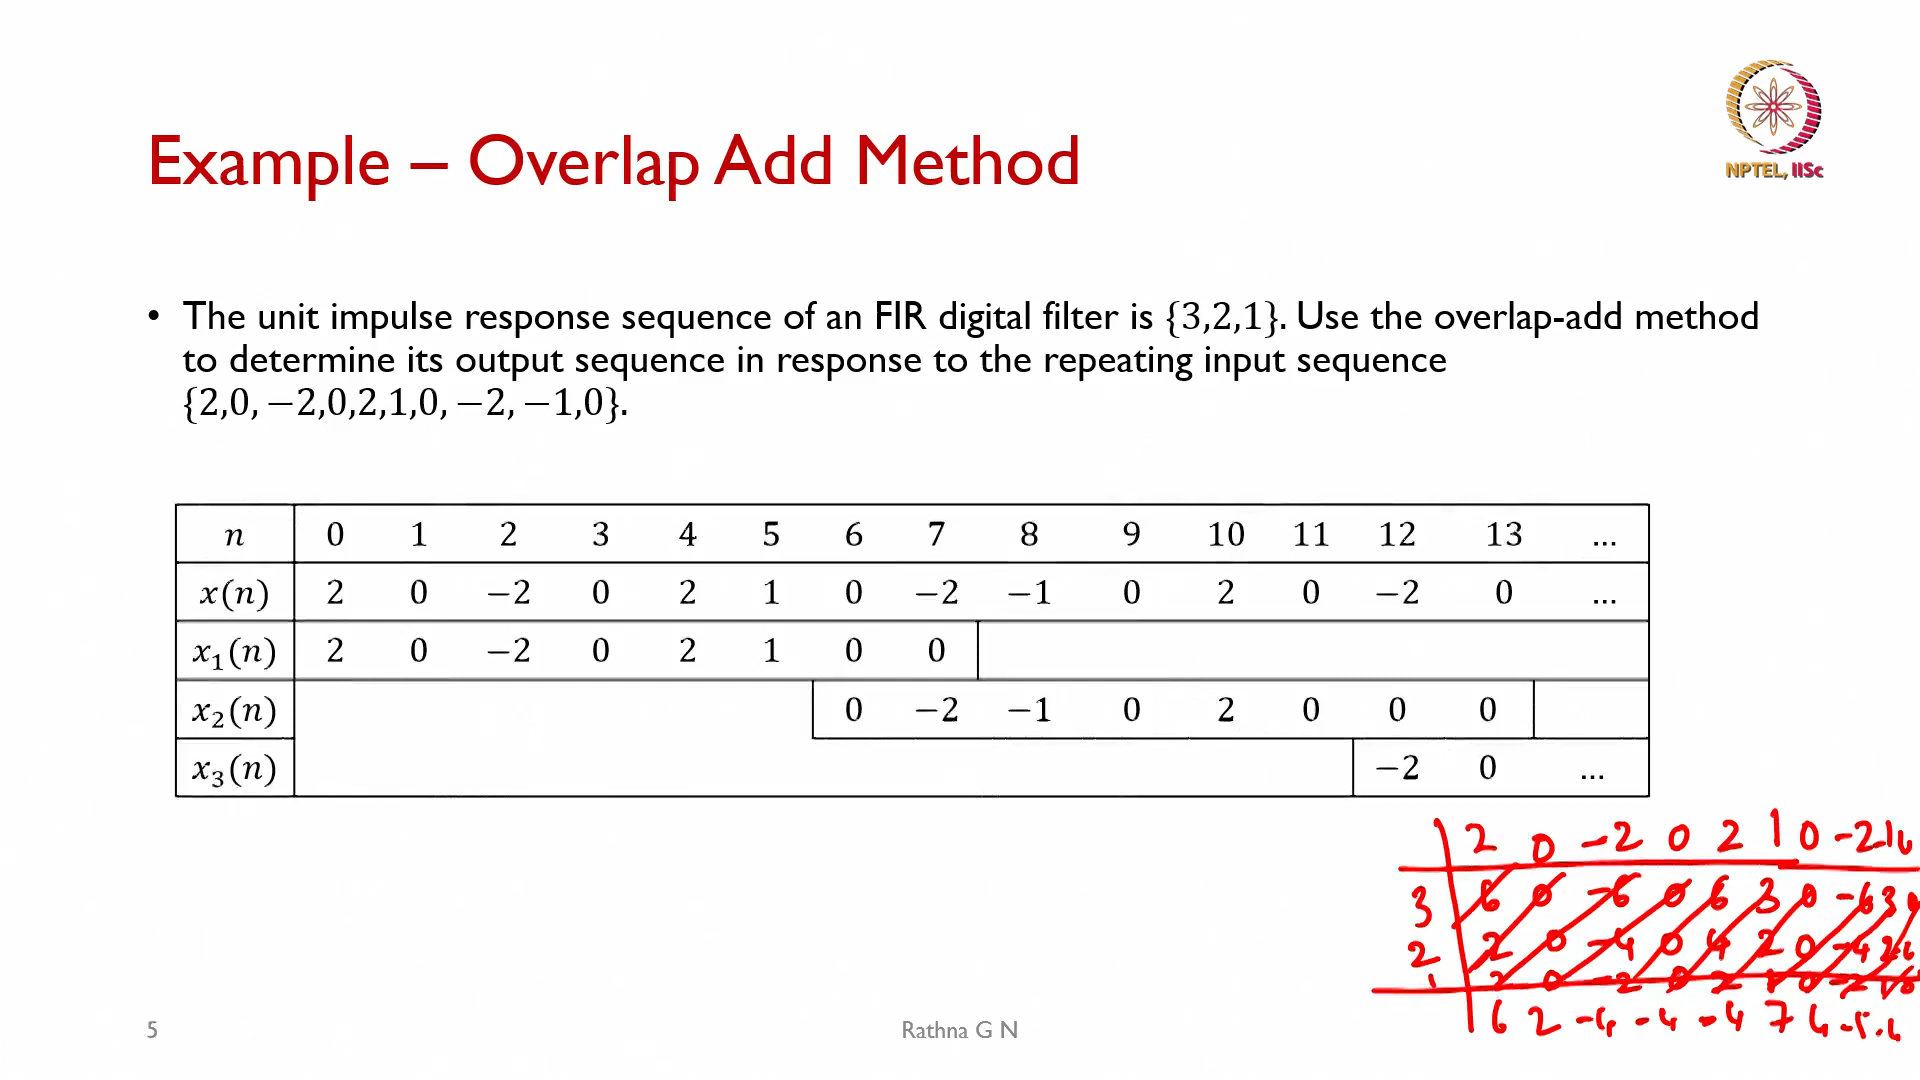 NPTEL, IISc
Example – Overlap Add Method
• The unit impulse response sequence of an FIR digital filter is {3,2,1}. Use the overlap-add method
to determine its output sequence in response to the repeating input sequence
{2,0, −2,0,2,1,0, −2, −1,0}.
n 0 1 2 3 4 5 6 7 8 9 10 11 12 13 ...
x(n) 2 0 −2 0 2 1 0 −2 −1 0 2 0 −2 0 ...
x₁(n) 2 0 −2 0 2 1 0 0
x₂(n) 0 −2 −1 0 2 0 0 0
x₃(n) −2 0 ...
2 0 -2 0 2 1 0 -2
3 6 0 -6 0 6 3 0 -6 3 0
2 2 0 -4 0 4 2 0 -4
1 2 0 -2 0 2
6 2 -4 -4 -4 7
5 Rathna G N